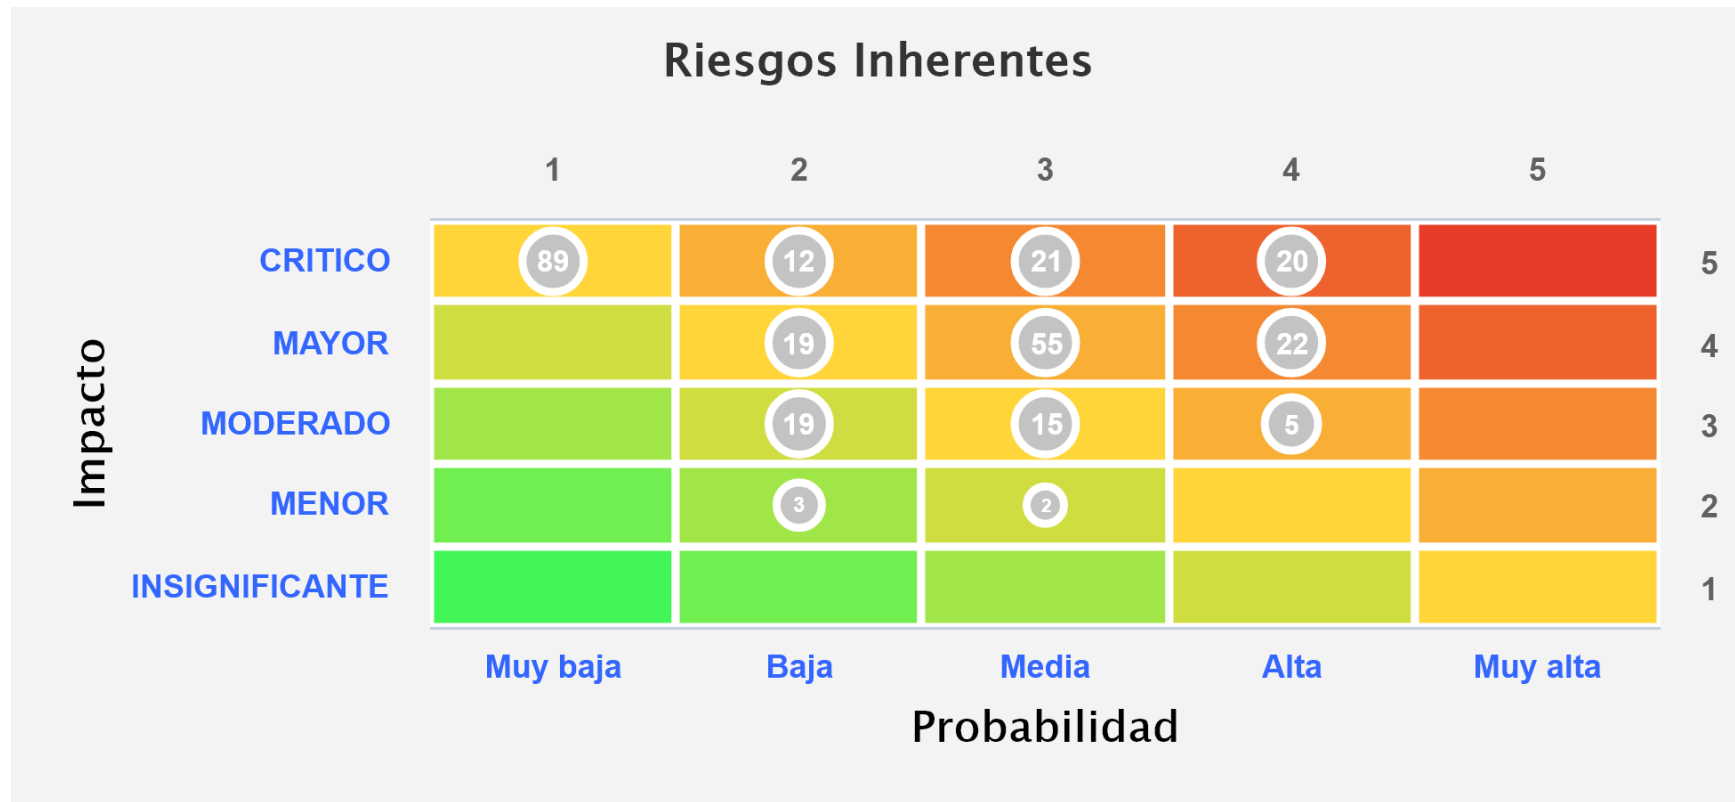 Riesgos Inherentes
1 2 3 4 5
CRITICO 89 12 21 20 5
MAYOR 19 55 22 4
MODERADO 19 15 5 3
MENOR 3 2 2
INSIGNIFICANTE 1
Impacto
Muy baja Baja Media Alta Muy alta
Probabilidad